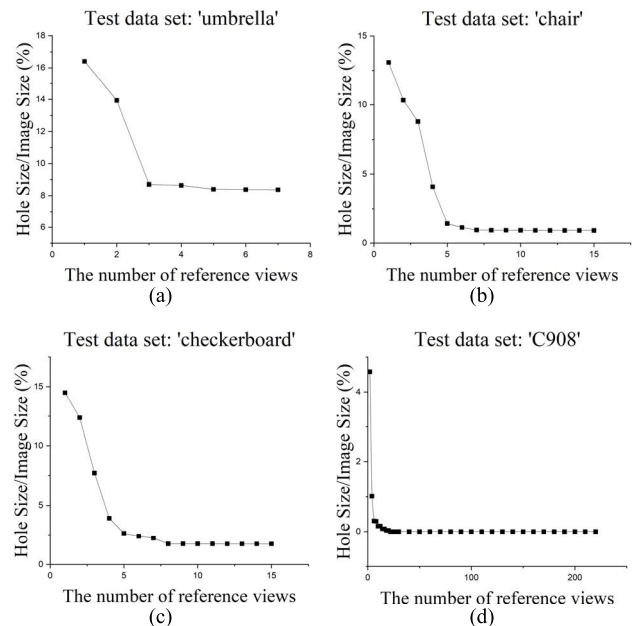 Test data set: 'umbrella'
Hole Size/Image Size (%)
18
16
14
12
10
8
6
0 2 4 6 8
The number of reference views
(a)
Test data set: 'chair'
Hole Size/Image Size (%)
15
10
5
0
0 5 10 15
The number of reference views
(b)
Test data set: 'checkerboard'
Hole Size/Image Size (%)
15
10
5
0
0 5 10 15
The number of reference views
(c)
Test data set: 'C908'
Hole Size/Image Size (%)
4
2
0
0 100 200
The number of reference views
(d)